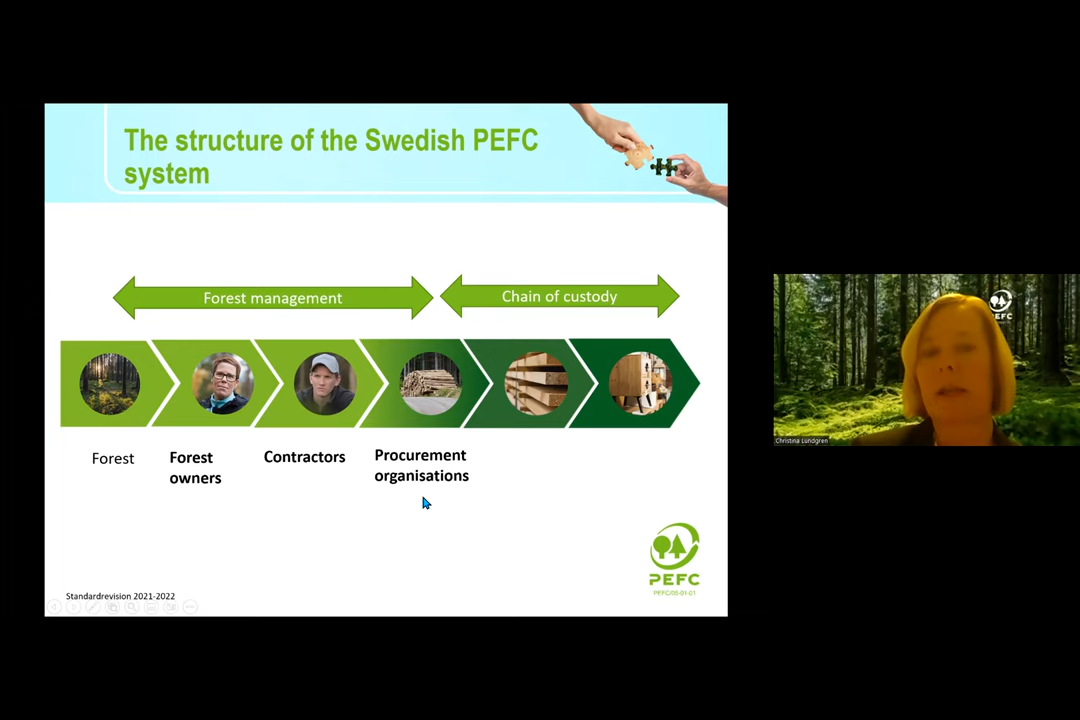 The structure of the Swedish PEFC
system
Forest management
Chain of custody
Forest
Forest
owners
Contractors
Procurement
organisations
PEFC
PEFC/05-01-01
Standardrevision 2021-2022
PEFC
Christina Lundgren